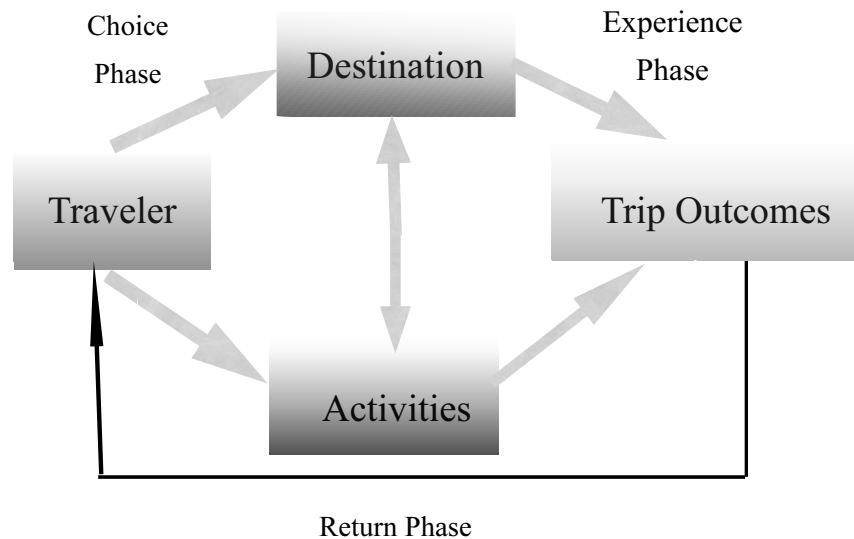 Choice
Phase
Destination
Experience
Phase
Traveler
Trip Outcomes
Activities
Return Phase